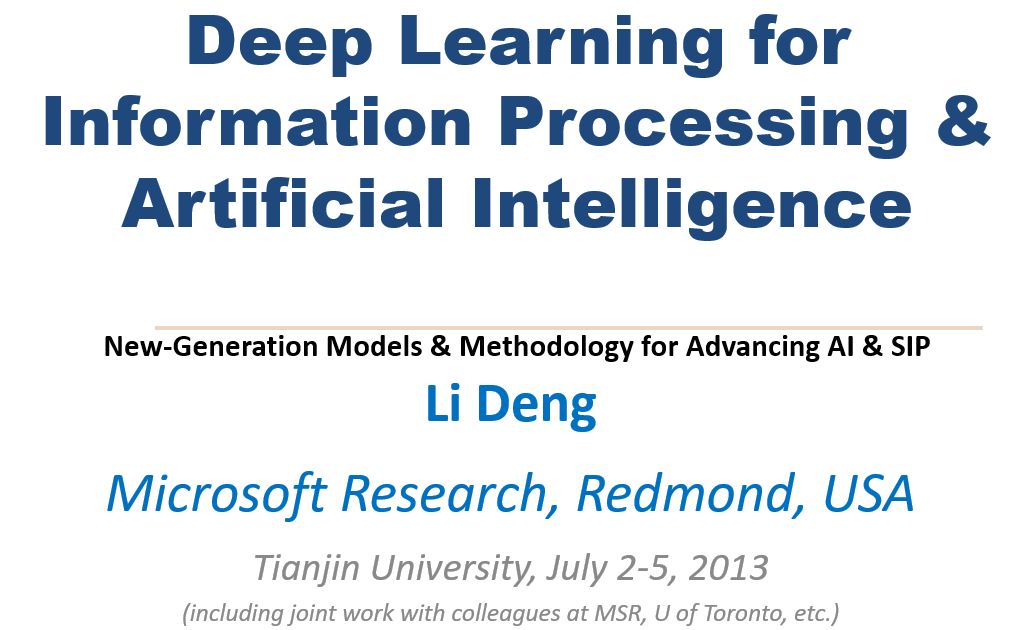 Deep Learning for
Information Processing &
Artificial Intelligence
New-Generation Models & Methodology for Advancing AI & SIP
Li Deng
Microsoft Research, Redmond, USA
Tianjin University, July 2-5, 2013
(including joint work with colleagues at MSR, U of Toronto, etc.)